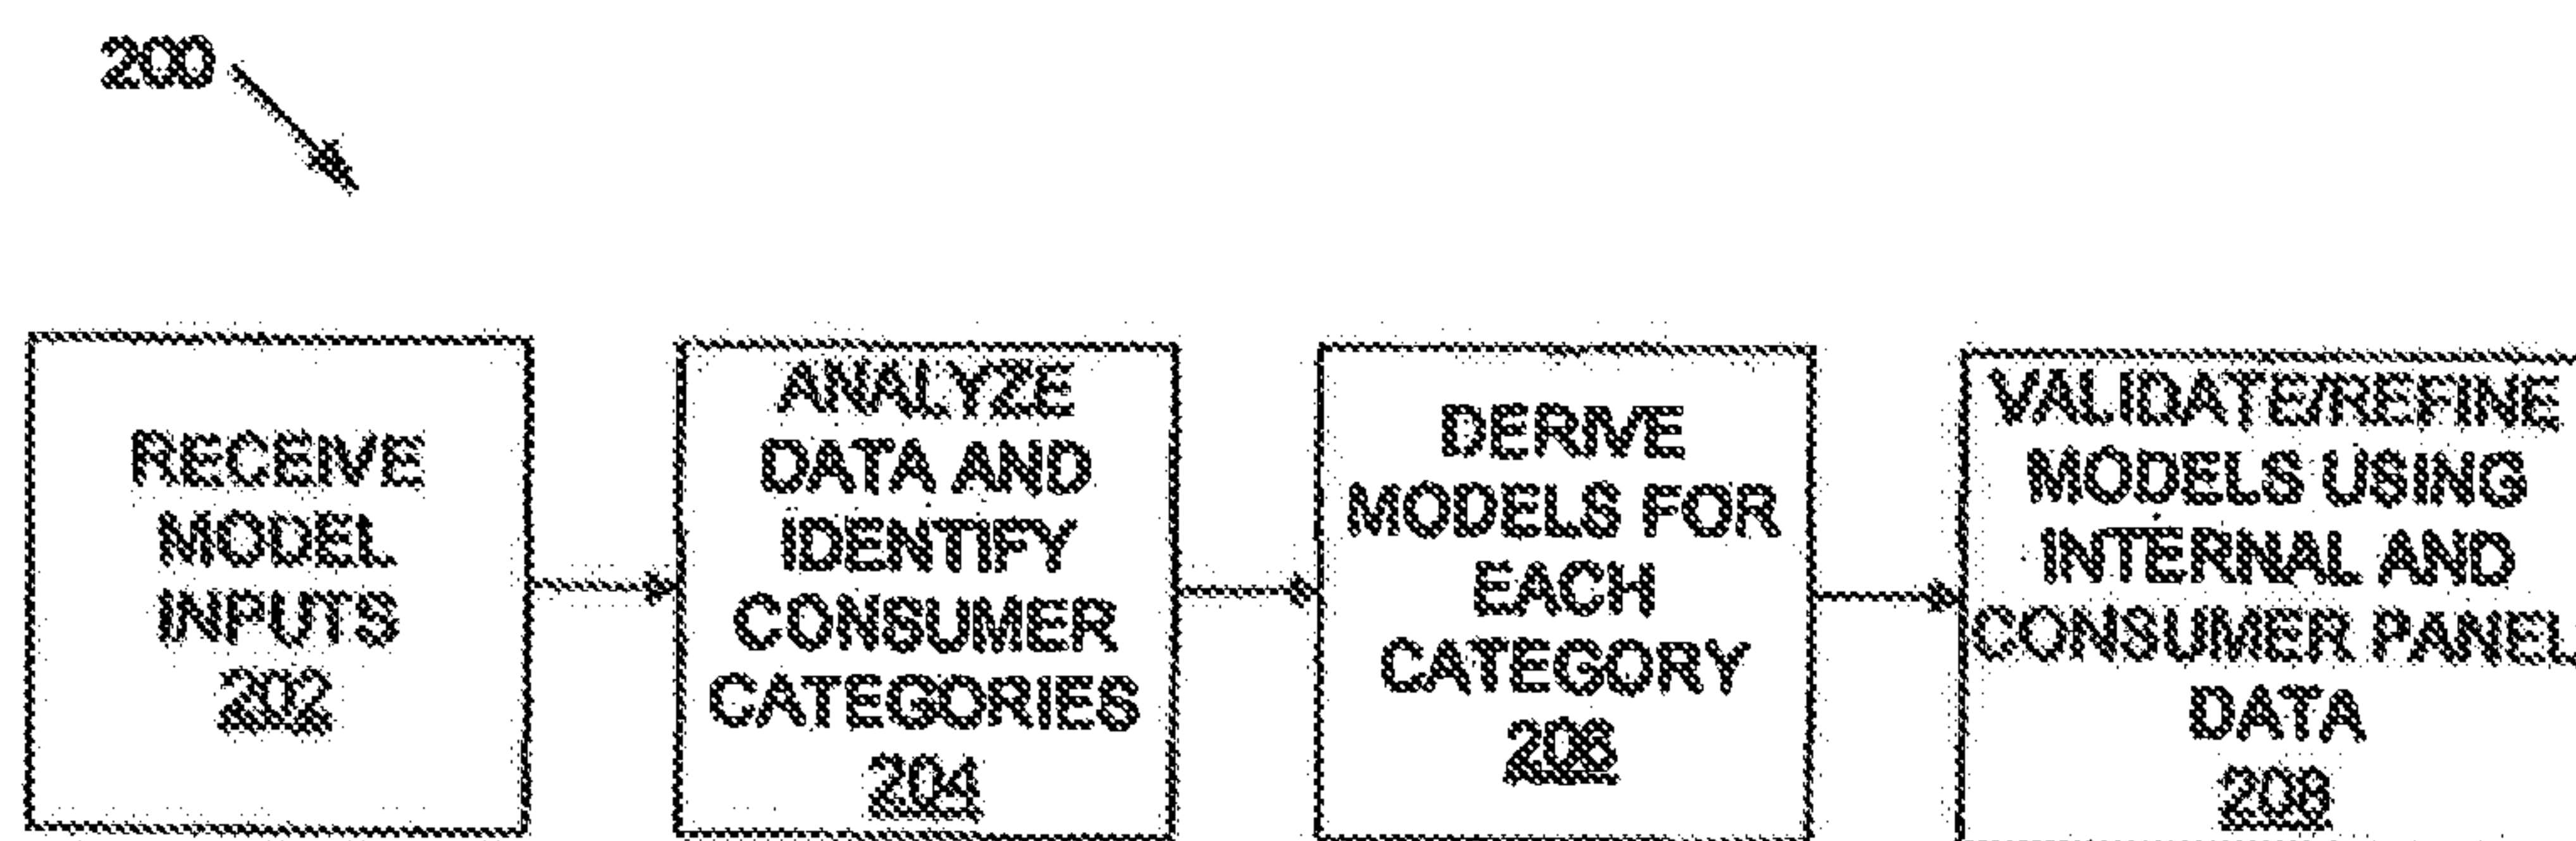 200
RECEIVE
MODEL
INPUTS
202
ANALYZE
DATA AND
IDENTIFY
CONSUMER
CATEGORIES
204
DERIVE
MODELS FOR
EACH
CATEGORY
206
VALIDATE/REFINE
MODELS USING
INTERNAL AND
CONSUMER PANEL
DATA
208